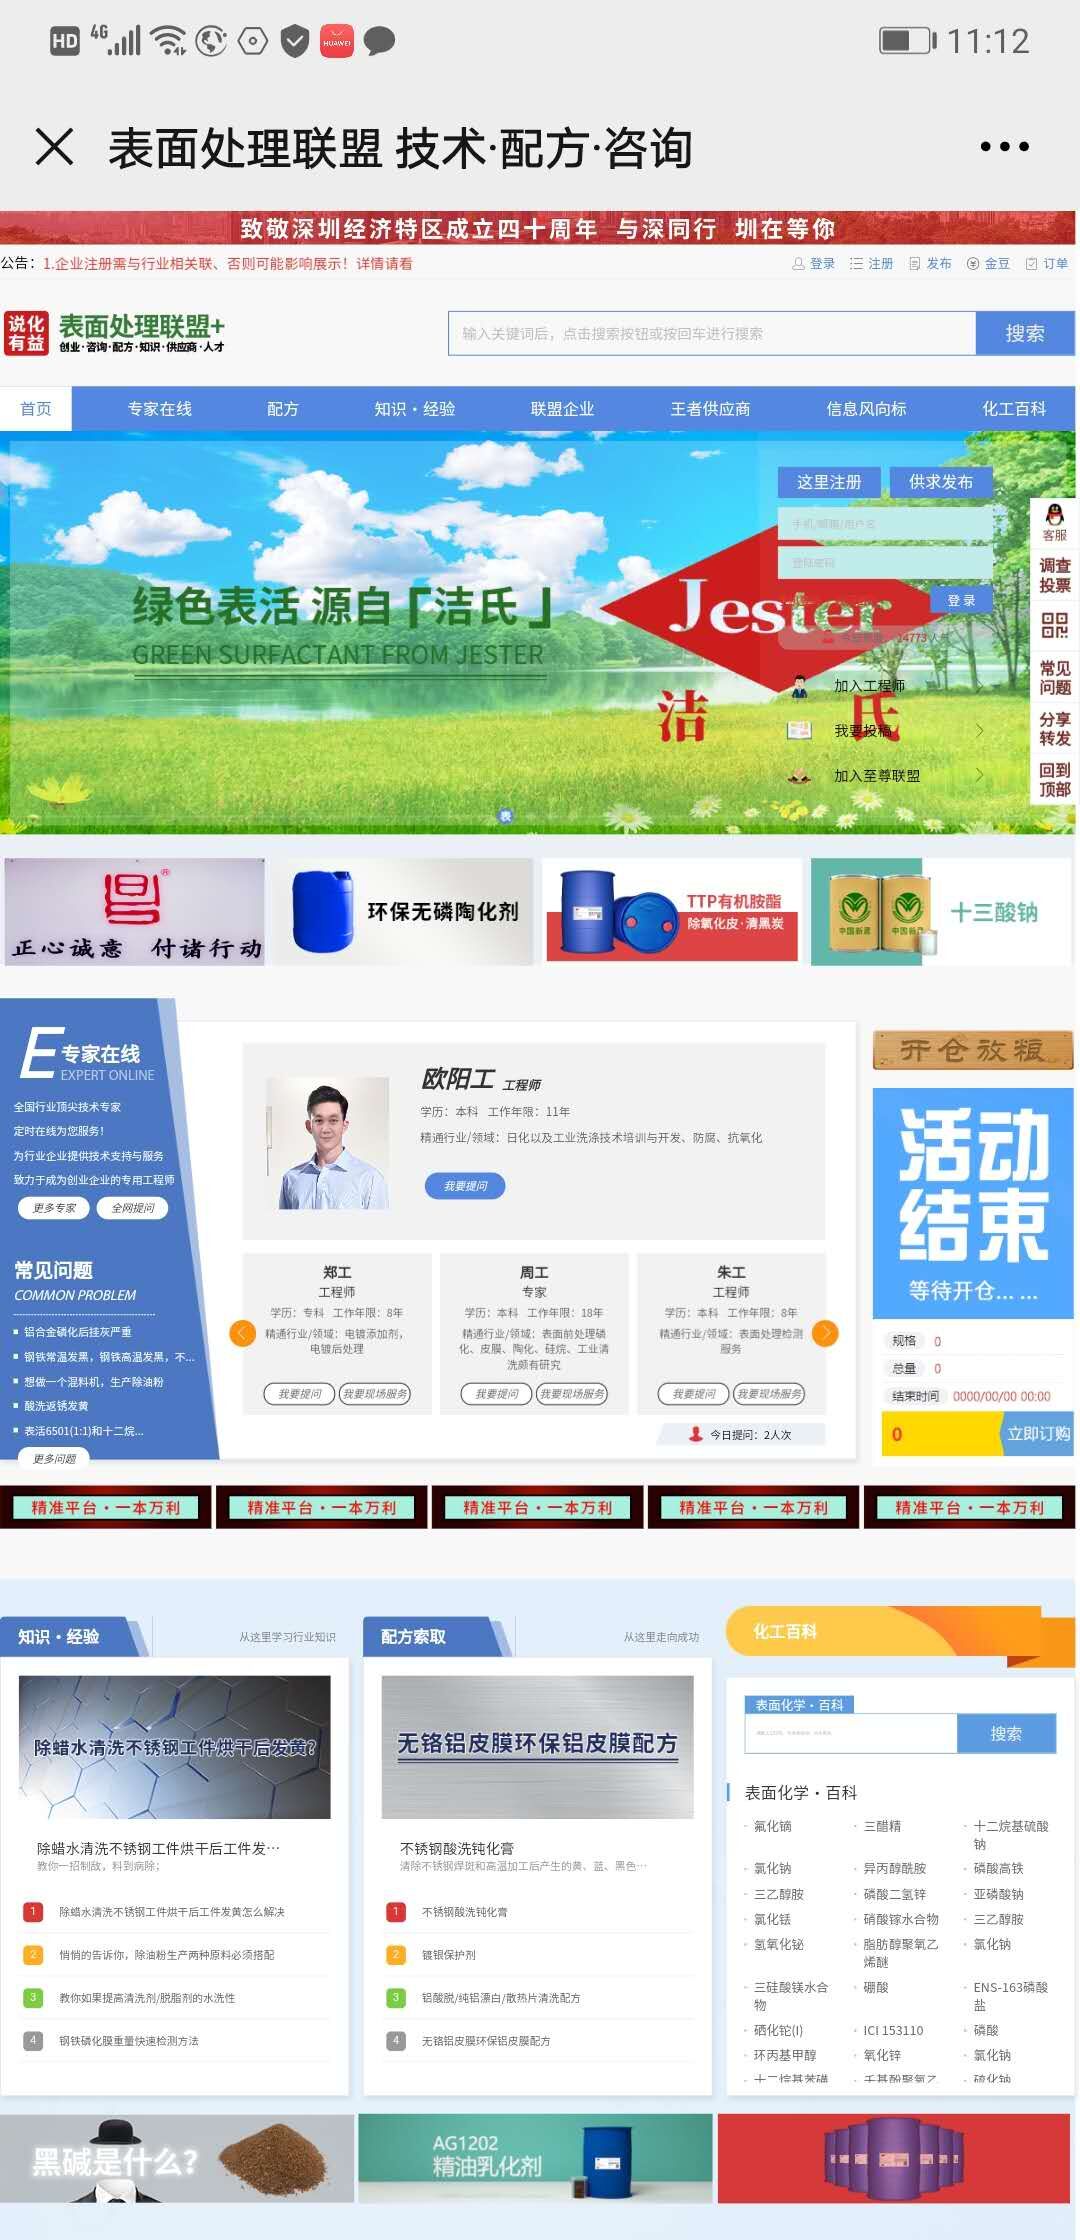 HD 4G HUAWEI 11:12
表面处理联盟 技术·配方·咨询
致敬深圳经济特区成立四十周年 与深同行 圳在等你
公告：1.企业注册需与行业相关联、否则可能影响展示！详情请看
登录 注册 发布 金豆 订单
说化有益
表面处理联盟+
创业·咨询·配方·知识·供应商·人才
输入关键词后，点击搜索按钮或按回车进行搜索
搜索
首页 专家在线 配方 知识·经验 联盟企业 王者供应商 信息风向标 化工百科
这里注册 供求发布
手机/邮箱/用户名
登陆密码
登录
14773
绿色表活 源自「洁氏」
GREEN SURFACTANT FROM JESTER
Jester
洁 氏
加入工程师
我要投稿
加入至尊联盟
表
客服
调查
投票
常见
问题
分享
转发
回到
顶部
正心诚意 付诸行动
环保无磷陶化剂
TTP有机胺酯
除氧化皮·清黑炭
中国新鑫 中国新鑫
十三酸钠
E 专家在线
EXPERT ONLINE
全国行业顶尖技术专家
定时在线为您服务！
为行业企业提供技术支持与服务
致力于成为创业企业的专用工程师
更多专家 全网提问
常见问题
COMMON PROBLEM
铝合金磷化后挂灰严重
钢铁常温发黑，钢铁高温发黑，不...
想做一个混料机，生产除油粉
酸洗返锈发黄
表活6501(1:1)和十二烷...
更多问题
欧阳工 工程师
学历：本科 工作年限：11年
精通行业/领域：日化以及工业洗涤技术培训与开发、防腐、抗氧化
我要提问
郑工
工程师
学历：专科 工作年限：8年
精通行业/领域：电镀添加剂，
电镀后处理
我要提问 我要现场服务
周工
专家
学历：本科 工作年限：18年
精通行业/领域：表面前处理磷
化、皮膜、陶化、硅烷、工业清
洗颇有研究
我要提问 我要现场服务
朱工
工程师
学历：本科 工作年限：8年
精通行业/领域：表面处理检测
服务
我要提问 我要现场服务
今日提问：2人次
开仓放粮
活动
结束
等待开仓... ...
规格 0
总量 0
结束时间 0000/00/00 00:00
0 立即订购
精准平台·一本万利 精准平台·一本万利 精准平台·一本万利 精准平台·一本万利 精准平台·一本万利
知识·经验 从这里学习行业知识
除蜡水清洗不锈钢工件烘干后发黄？
除蜡水清洗不锈钢工件烘干后工件发…
教你一招制敌，料到病除；
1 除蜡水清洗不锈钢工件烘干后工件发黄怎么解决
2 悄悄的告诉你，除油粉生产两种原料必须搭配
3 教你如果提高清洗剂/脱脂剂的水洗性
4 钢铁磷化膜重量快速检测方法
配方索取 从这里走向成功
无铬铝皮膜环保铝皮膜配方
不锈钢酸洗钝化膏
清除不锈钢焊斑和高温加工后产生的黄、蓝、黑色…
1 不锈钢酸洗钝化膏
2 镀银保护剂
3 铝酸脱/纯铝漂白/散热片清洗配方
4 无铬铝皮膜环保铝皮膜配方
化工百科
表面化学·百科
搜索
表面化学·百科
氟化镝 三醋精 十二烷基硫酸
钠
氯化钠 异丙醇酰胺 磷酸高铁
三乙醇胺 磷酸二氢锌 亚磷酸钠
氯化铥 硝酸镓水合物 三乙醇胺
氢氧化铋 脂肪醇聚氧乙 氯化钠
烯醚
三硅酸镁水合 硼酸 ENS-163磷酸
物 盐
硒化铊(I) ICI 153110 磷酸
环丙基甲醇 氧化锌 氯化钠
十二烷基苯磺 壬基酚聚氧乙 硫化钠
黑碱是什么？
AG1202
精油乳化剂